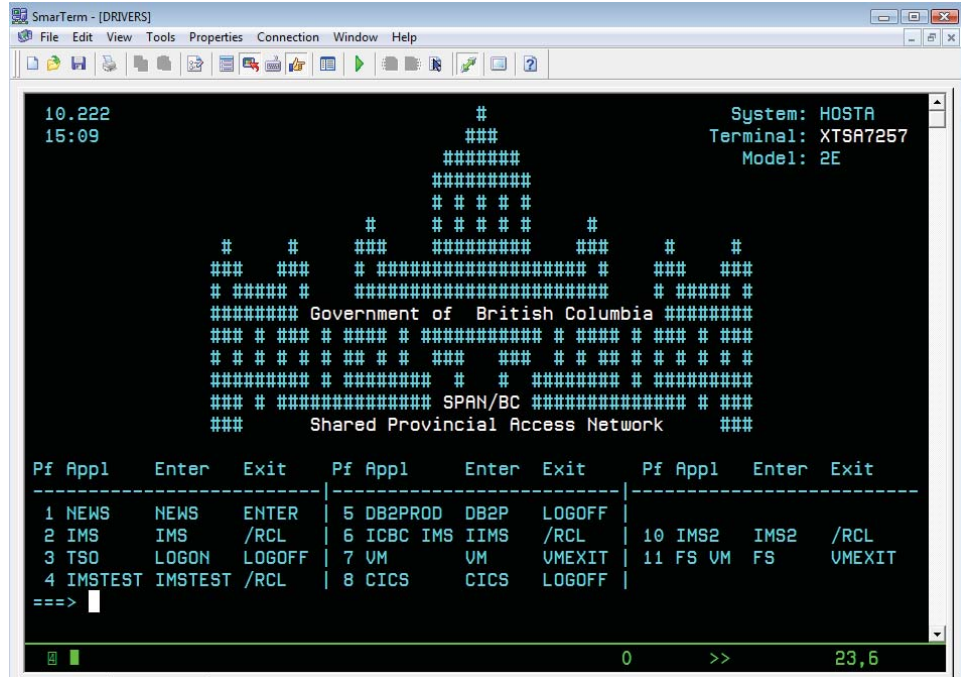 SmarTerm - [DRIVERS]
File Edit View Tools Properties Connection Window Help
10.222 # System: HOSTA
15:09 ### Terminal: XTSA7257
####### Model: 2E
#########
# # # # #
# # # # # # #
# # ### ######### ### # #
### ### # ################### # ### ###
# ##### # ####################### # ##### #
######## Government of British Columbia ########
### # ### # #### # ########### # #### # ### # ###
# # # # # # ## # # ### ### # # ## # # # # # #
######### # ######## # # ######## # #########
### # ############## SPAN/BC ############## # ###
### Shared Provincial Access Network ###
Pf Appl Enter Exit Pf Appl Enter Exit Pf Appl Enter Exit
--------------------------|--------------------------|--------------------------
1 NEWS NEWS ENTER | 5 DB2PROD DB2P LOGOFF |
2 IMS IMS /RCL | 6 ICBC IMS IIMS /RCL | 10 IMS2 IMS2 /RCL
3 TSO LOGON LOGOFF | 7 VM VM VMEXIT | 11 FS VM FS VMEXIT
4 IMSTEST IMSTEST /RCL | 8 CICS CICS LOGOFF |
===>
4 0 >> 23,6